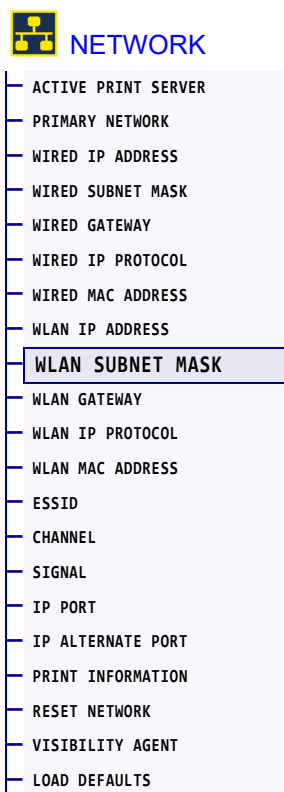 NETWORK
ACTIVE PRINT SERVER
PRIMARY NETWORK
WIRED IP ADDRESS
WIRED SUBNET MASK
WIRED GATEWAY
WIRED IP PROTOCOL
WIRED MAC ADDRESS
WLAN IP ADDRESS
WLAN SUBNET MASK
WLAN GATEWAY
WLAN IP PROTOCOL
WLAN MAC ADDRESS
ESSID
CHANNEL
SIGNAL
IP PORT
IP ALTERNATE PORT
PRINT INFORMATION
RESET NETWORK
VISIBILITY AGENT
LOAD DEFAULTS